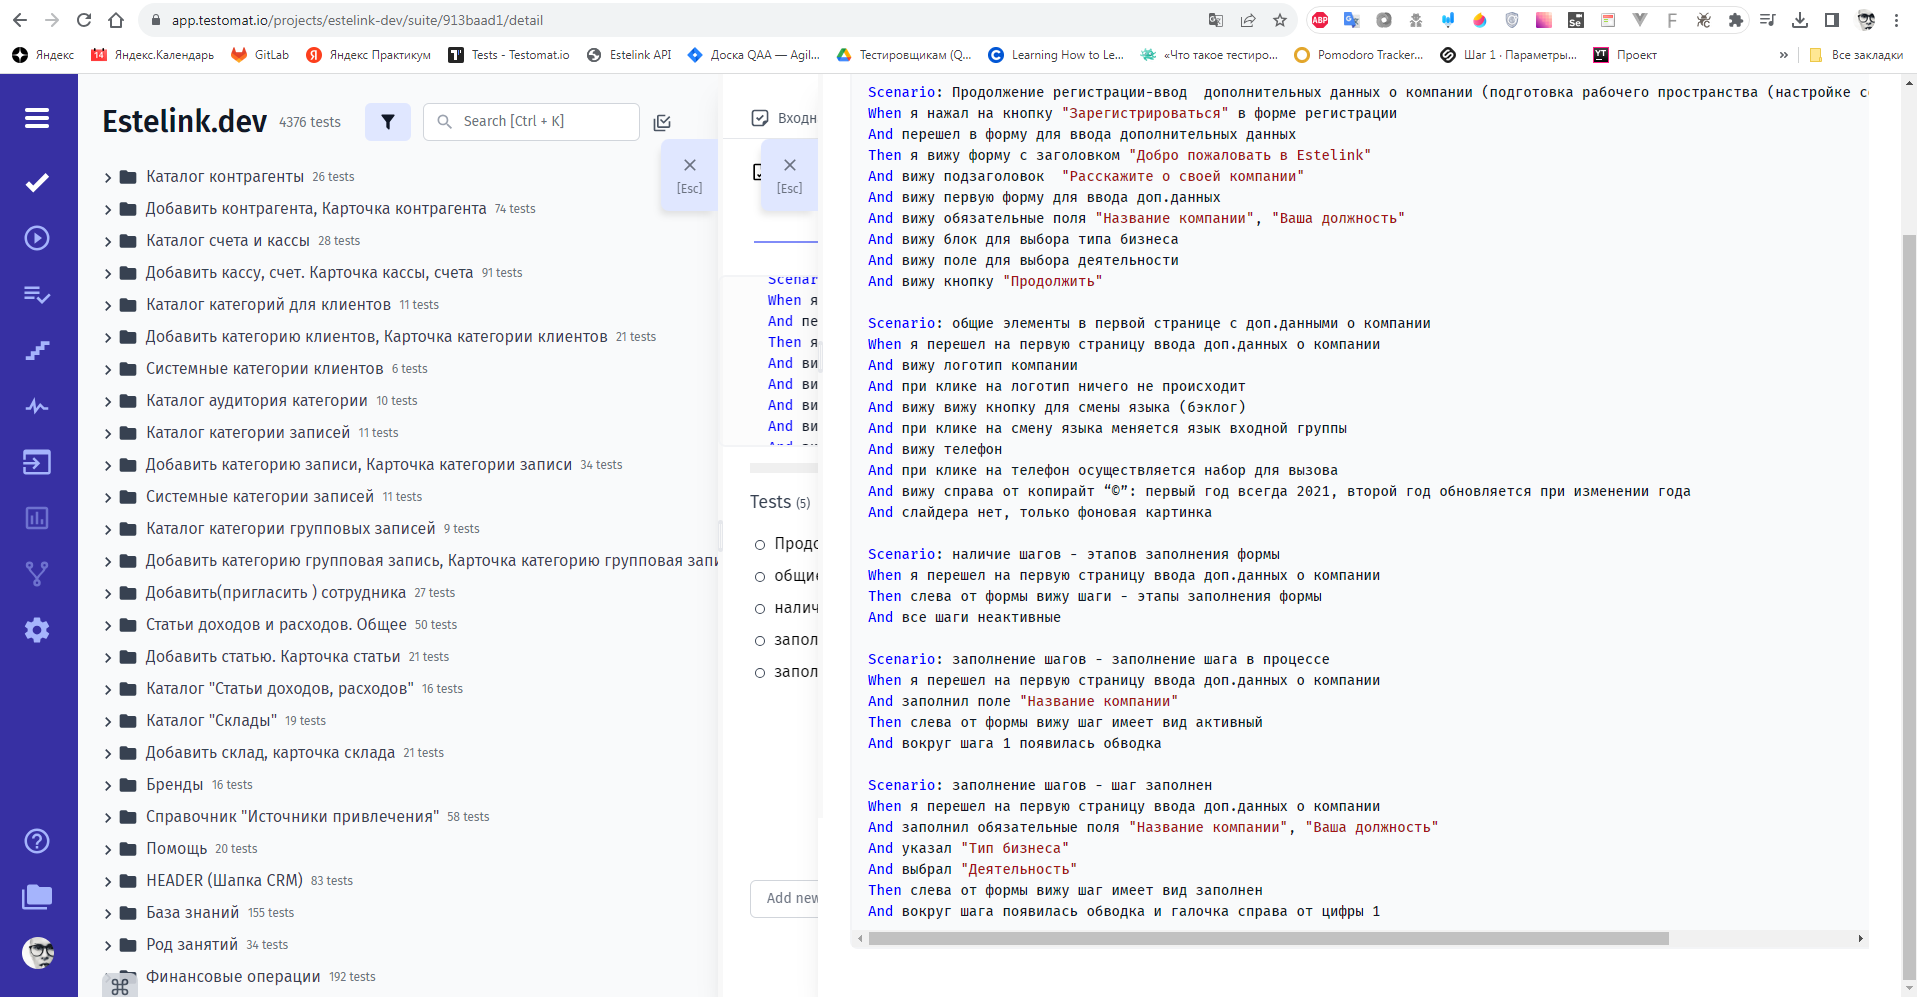 app.testomat.io/projects/estelink-dev/suite/913baad1/detail
Яндекс
Яндекс.Календарь
GitLab
Яндекс Практикум
Tests - Testomat.io
Estelink API
Доска QAA — Agil...
Тестировщикам (Q...
Learning How to Le...
«Что такое тестиро...
Pomodoro Tracker...
Шаг 1 · Параметры...
Проект
»
Все закладки
Estelink.dev 4376 tests
Search [Ctrl + K]
Каталог контрагенты 26 tests
Добавить контрагента, Карточка контрагента 74 tests
Каталог счета и кассы 28 tests
Добавить кассу, счет. Карточка кассы, счета 91 tests
Каталог категорий для клиентов 11 tests
Добавить категорию клиентов, Карточка категории клиентов 21 tests
Системные категории клиентов 6 tests
Каталог аудитория категории 10 tests
Каталог категории записей 11 tests
Добавить категорию записи, Карточка категории записи 34 tests
Системные категории записей 11 tests
Каталог категории групповых записей 9 tests
Добавить категорию групповая запись, Карточка категорию групповая запи
Добавить(пригласить ) сотрудника 27 tests
Статьи доходов и расходов. Общее 50 tests
Добавить статью. Карточка статьи 21 tests
Каталог "Статьи доходов, расходов" 16 tests
Каталог "Склады" 19 tests
Добавить склад, карточка склада 21 tests
Бренды 16 tests
Справочник "Источники привлечения" 58 tests
Помощь 20 tests
HEADER (Шапка CRM) 83 tests
База знаний 155 tests
Род занятий 34 tests
Финансовые операции 192 tests
[Esc]
[Esc]
Входн
Scenar
When я
And пе
Then я
And ви
And ви
And ви
And ви
Tests (5)
Продо
общие
налич
запол
запол
Add new
Scenario: Продолжение регистрации-ввод  дополнительных данных о компании (подготовка рабочего пространства (настройке с
When я нажал на кнопку "Зарегистрироваться" в форме регистрации
And перешел в форму для ввода дополнительных данных
Then я вижу форму с заголовком "Добро пожаловать в Estelink"
And вижу подзаголовок  "Расскажите о своей компании"
And вижу первую форму для ввода доп.данных
And вижу обязательные поля "Название компании", "Ваша должность"
And вижу блок для выбора типа бизнеса
And вижу поле для выбора деятельности
And вижу кнопку "Продолжить"
Scenario: общие элементы в первой странице с доп.данными о компании
When я перешел на первую страницу ввода доп.данных о компании
And вижу логотип компании
And при клике на логотип ничего не происходит
And вижу вижу кнопку для смены языка (бэклог)
And при клике на смену языка меняется язык входной группы
And вижу телефон
And при клике на телефон осуществляется набор для вызова
And вижу справа от копирайт “©”: первый год всегда 2021, второй год обновляется при изменении года
And слайдера нет, только фоновая картинка
Scenario: наличие шагов - этапов заполнения формы
When я перешел на первую страницу ввода доп.данных о компании
Then слева от формы вижу шаги - этапы заполнения формы
And все шаги неактивные
Scenario: заполнение шагов - заполнение шага в процессе
When я перешел на первую страницу ввода доп.данных о компании
And заполнил поле "Название компании"
Then слева от формы вижу шаг имеет вид активный
And вокруг шага 1 появилась обводка
Scenario: заполнение шагов - шаг заполнен
When я перешел на первую страницу ввода доп.данных о компании
And заполнил обязательные поля "Название компании", "Ваша должность"
And указал "Тип бизнеса"
And выбрал "Деятельность"
Then слева от формы вижу шаг имеет вид заполнен
And вокруг шага появилась обводка и галочка справа от цифры 1